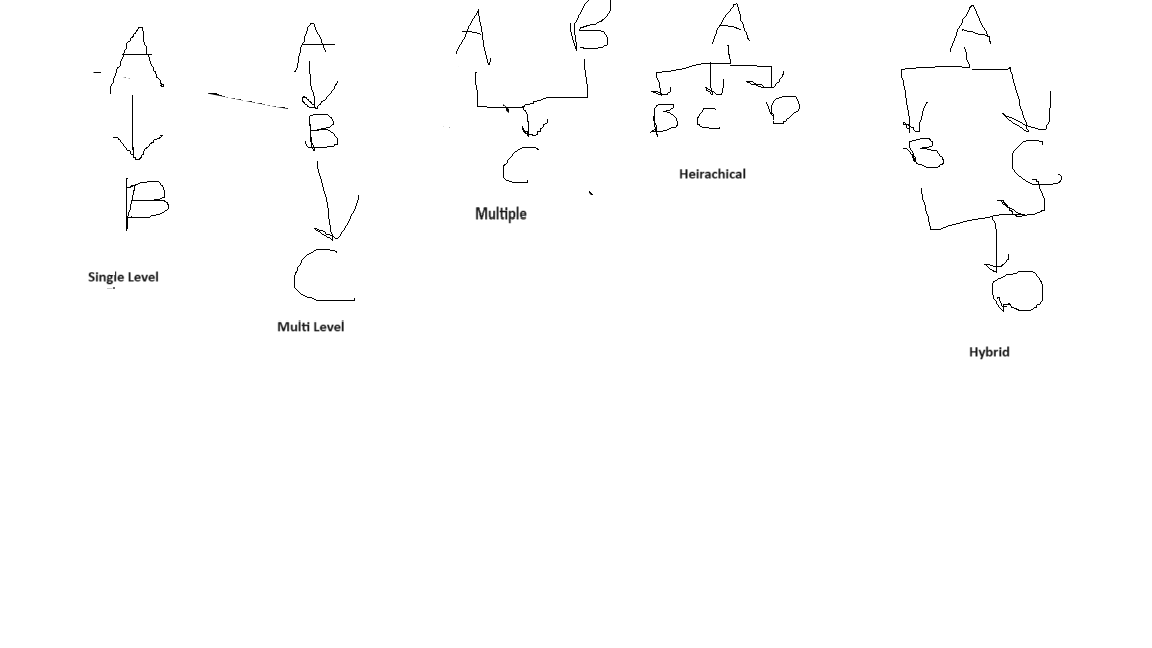 A
B
Single Level
A
B
C
Multi Level
A B
C
Multiple
A
B C D
Heirachical
A
B C
D
Hybrid